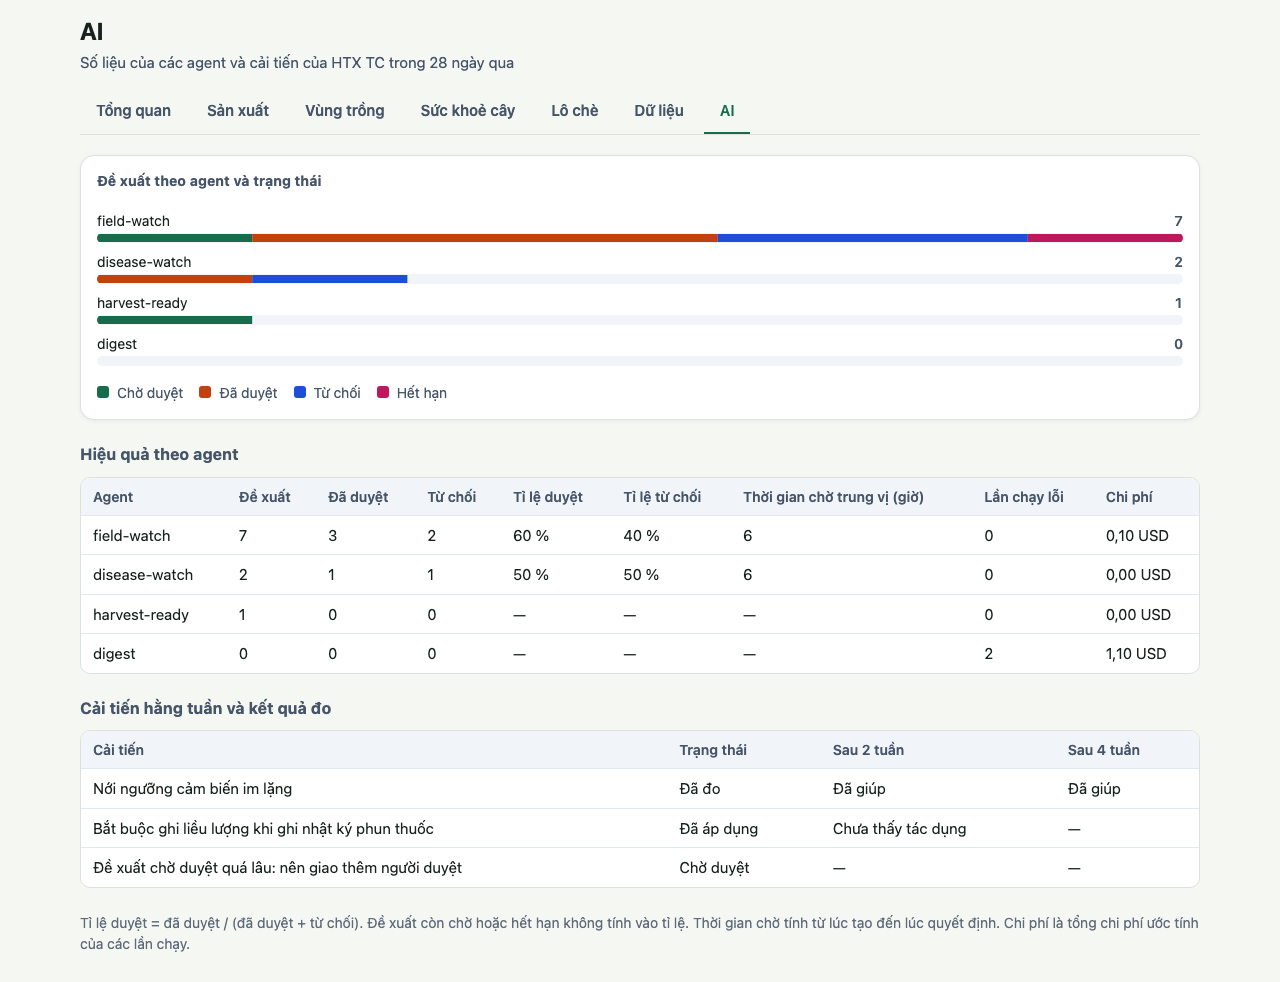 AI
Số liệu của các agent và cải tiến của HTX TC trong 28 ngày qua
Tổng quan Sản xuất Vùng trồng Sức khoẻ cây Lô chè Dữ liệu AI
Đề xuất theo agent và trạng thái
field-watch 7
disease-watch 2
harvest-ready 1
digest 0
Chờ duyệt Đã duyệt Từ chối Hết hạn
Hiệu quả theo agent
Agent Đề xuất Đã duyệt Từ chối Tỉ lệ duyệt Tỉ lệ từ chối Thời gian chờ trung vị (giờ) Lần chạy lỗi Chi phí
field-watch 7 3 2 60 % 40 % 6 0 0,10 USD
disease-watch 2 1 1 50 % 50 % 6 0 0,00 USD
harvest-ready 1 0 0 — — — 0 0,00 USD
digest 0 0 0 — — — 2 1,10 USD
Cải tiến hằng tuần và kết quả đo
Cải tiến Trạng thái Sau 2 tuần Sau 4 tuần
Nới ngưỡng cảm biến im lặng Đã đo Đã giúp Đã giúp
Bắt buộc ghi liều lượng khi ghi nhật ký phun thuốc Đã áp dụng Chưa thấy tác dụng —
Đề xuất chờ duyệt quá lâu: nên giao thêm người duyệt Chờ duyệt — —
Tỉ lệ duyệt = đã duyệt / (đã duyệt + từ chối). Đề xuất còn chờ hoặc hết hạn không tính vào tỉ lệ. Thời gian chờ tính từ lúc tạo đến lúc quyết định. Chi phí là tổng chi phí ước tính
của các lần chạy.